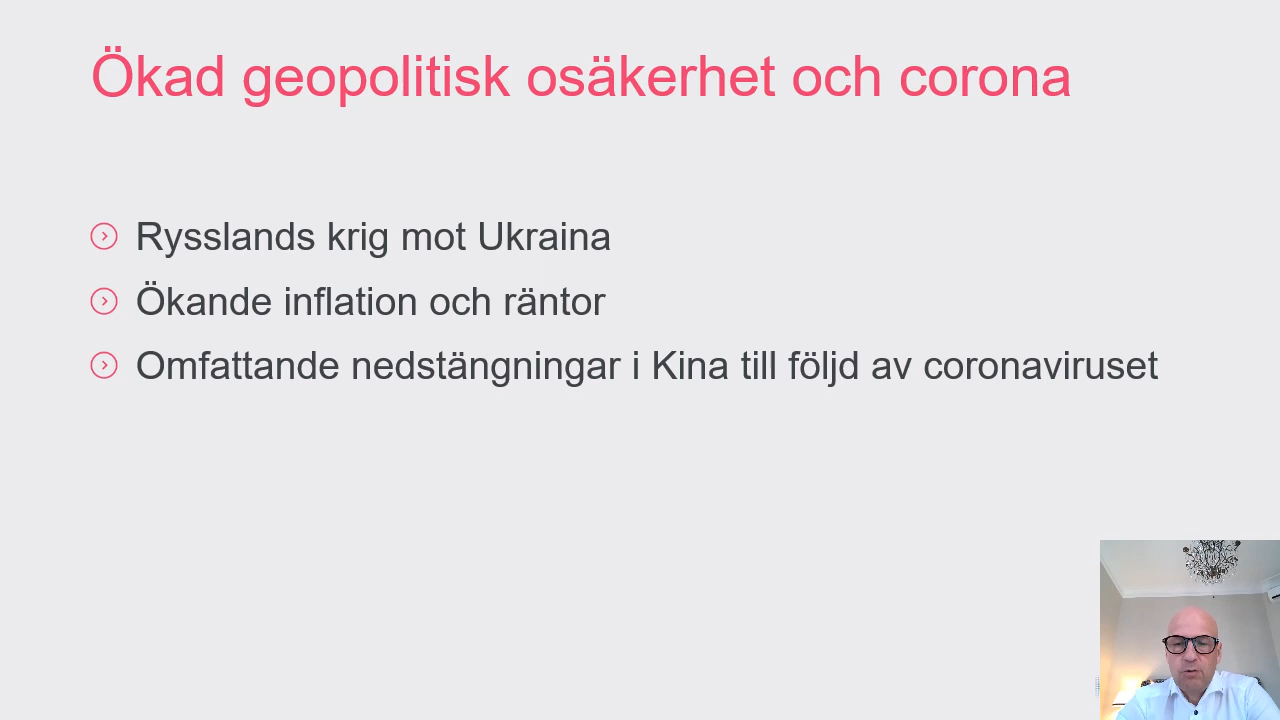 Ökad geopolitisk osäkerhet och corona
Rysslands krig mot Ukraina
Ökande inflation och räntor
Omfattande nedstängningar i Kina till följd av coronaviruset